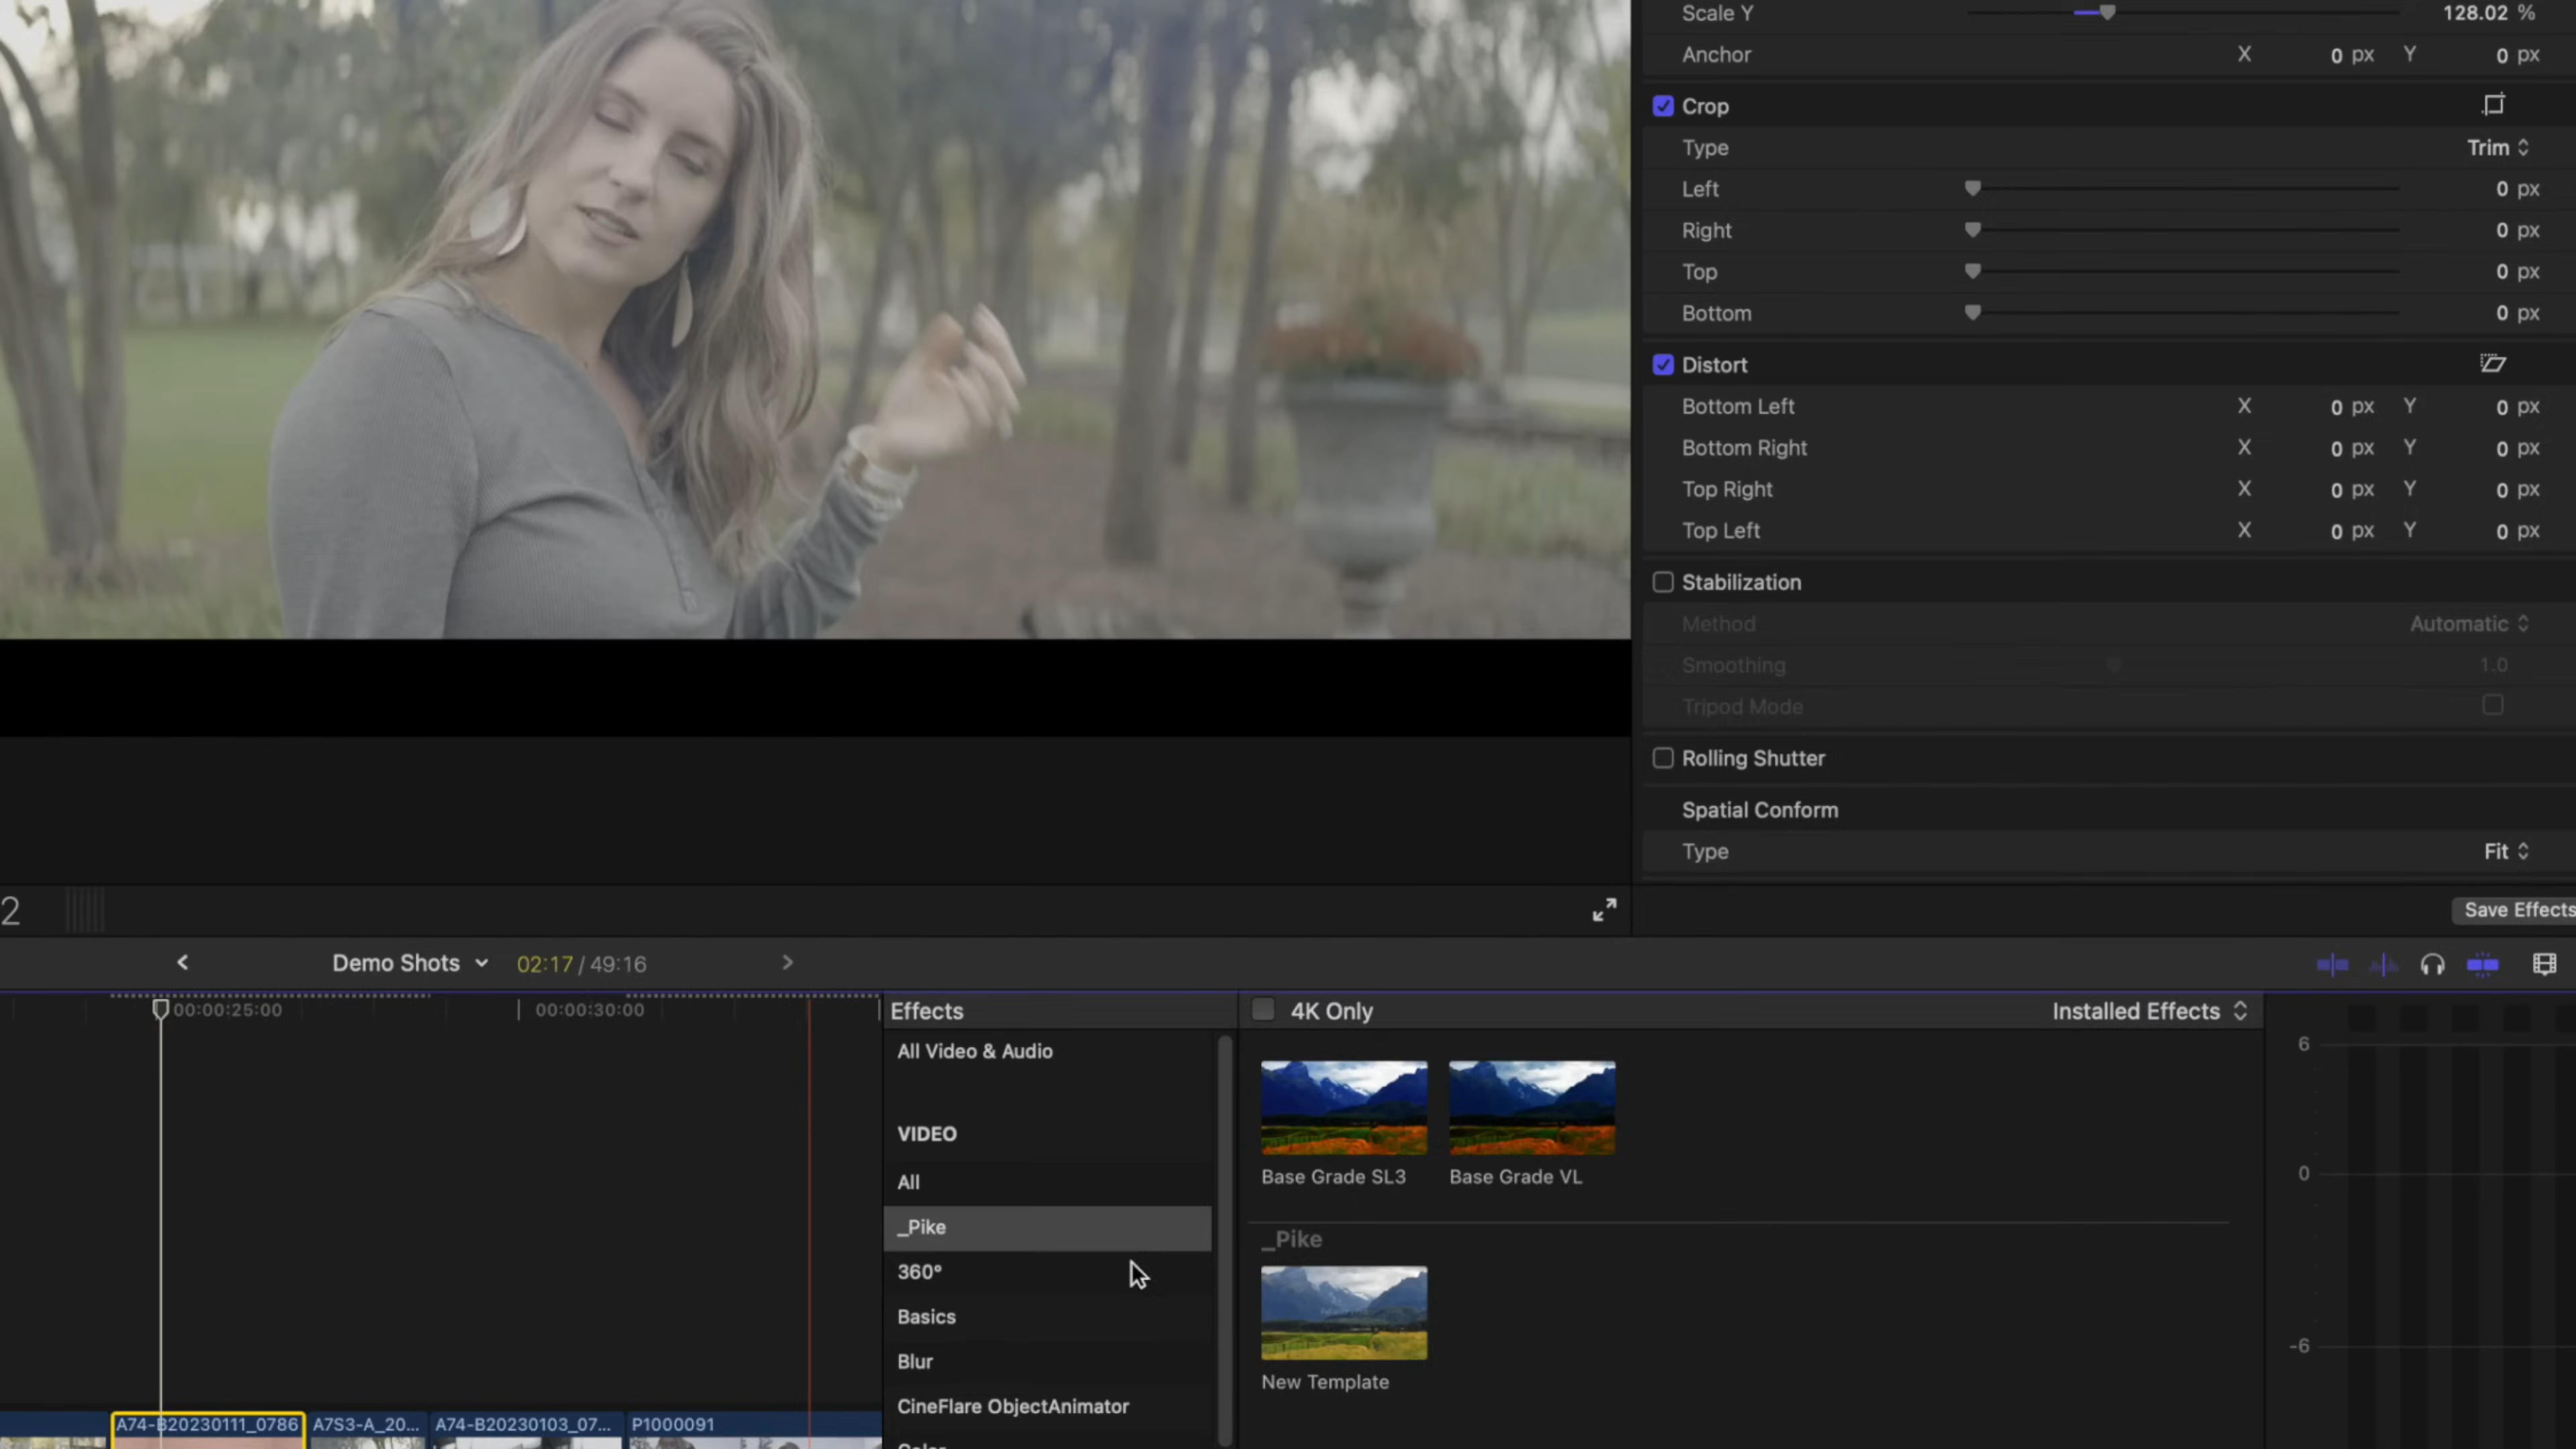 Scale Y 128.02 %
Anchor X 0 px Y 0 px
Crop
Type Trim
Left 0 px
Right 0 px
Top 0 px
Bottom 0 px
Distort
Bottom Left X 0 px Y 0 px
Bottom Right X 0 px Y 0 px
Top Right X 0 px Y 0 px
Top Left X 0 px Y 0 px
Stabilization
Method Automatic
Smoothing 1.0
Tripod Mode
Rolling Shutter
Spatial Conform
Type Fit
2
Save Effects
Demo Shots 02:17 / 49:16
00:00:25:00 00:00:30:00
Effects
4K Only
Installed Effects
All Video & Audio
VIDEO
All
_Pike
360°
Basics
Blur
CineFlare ObjectAnimator
Color
Base Grade SL3 Base Grade VL
_Pike
New Template
6
0
-6
A74-B20230111_0786 A7S3-A_20... A74-B20230103_07... P1000091